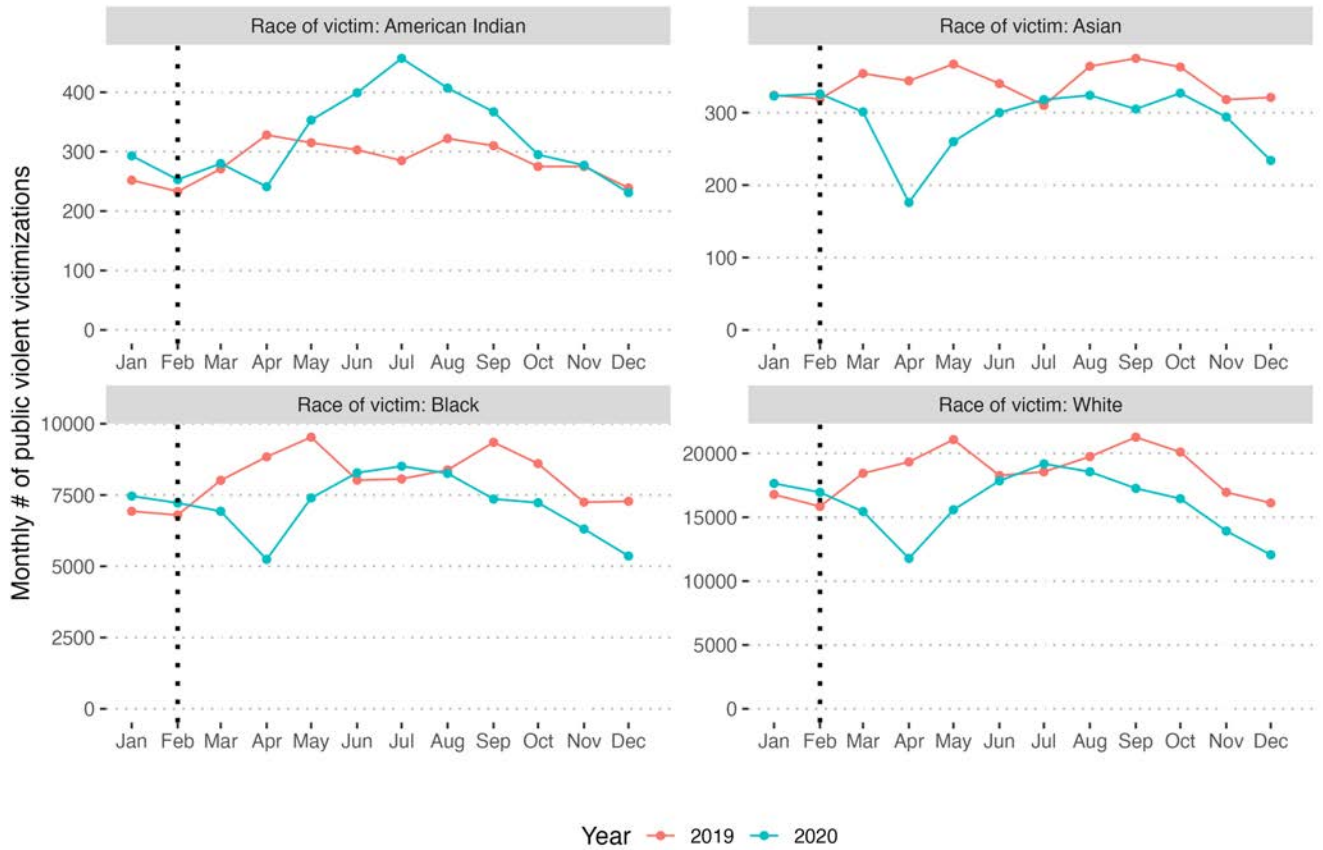 Monthly # of public violent victimizations
Race of victim: American Indian
400
300
200
100
0
Jan Feb Mar Apr May Jun Jul Aug Sep Oct Nov Dec
Race of victim: Asian
300
200
100
0
Jan Feb Mar Apr May Jun Jul Aug Sep Oct Nov Dec
Race of victim: Black
10000
7500
5000
2500
0
Jan Feb Mar Apr May Jun Jul Aug Sep Oct Nov Dec
Race of victim: White
20000
15000
10000
5000
0
Jan Feb Mar Apr May Jun Jul Aug Sep Oct Nov Dec
Year 2019 2020